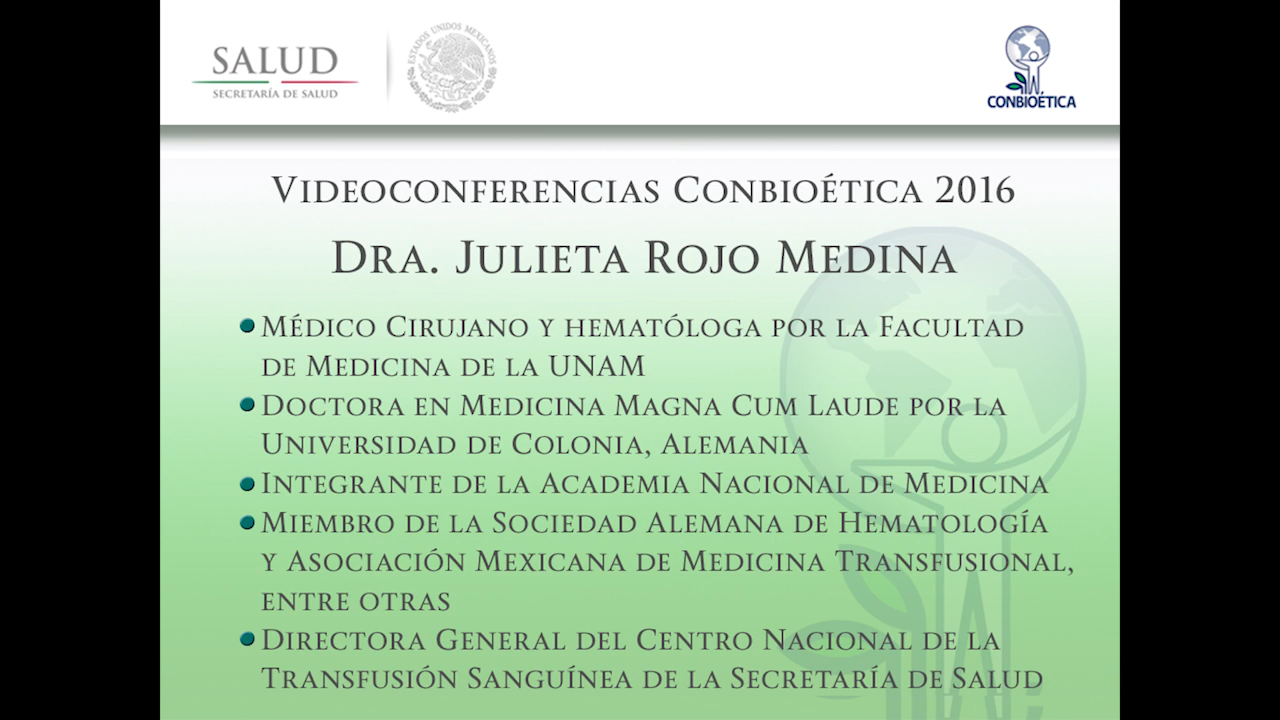 SALUD
SECRETARÍA DE SALUD
ESTADOS UNIDOS MEXICANOS
CONBIOÉTICA
VIDEOCONFERENCIAS CONBIOÉTICA 2016
DRA. JULIETA ROJO MEDINA
MÉDICO CIRUJANO Y HEMATÓLOGA POR LA FACULTAD
DE MEDICINA DE LA UNAM
DOCTORA EN MEDICINA MAGNA CUM LAUDE POR LA
UNIVERSIDAD DE COLONIA, ALEMANIA
INTEGRANTE DE LA ACADEMIA NACIONAL DE MEDICINA
MIEMBRO DE LA SOCIEDAD ALEMANA DE HEMATOLOGÍA
Y ASOCIACIÓN MEXICANA DE MEDICINA TRANSFUSIONAL,
ENTRE OTRAS
DIRECTORA GENERAL DEL CENTRO NACIONAL DE LA
TRANSFUSIÓN SANGUÍNEA DE LA SECRETARÍA DE SALUD